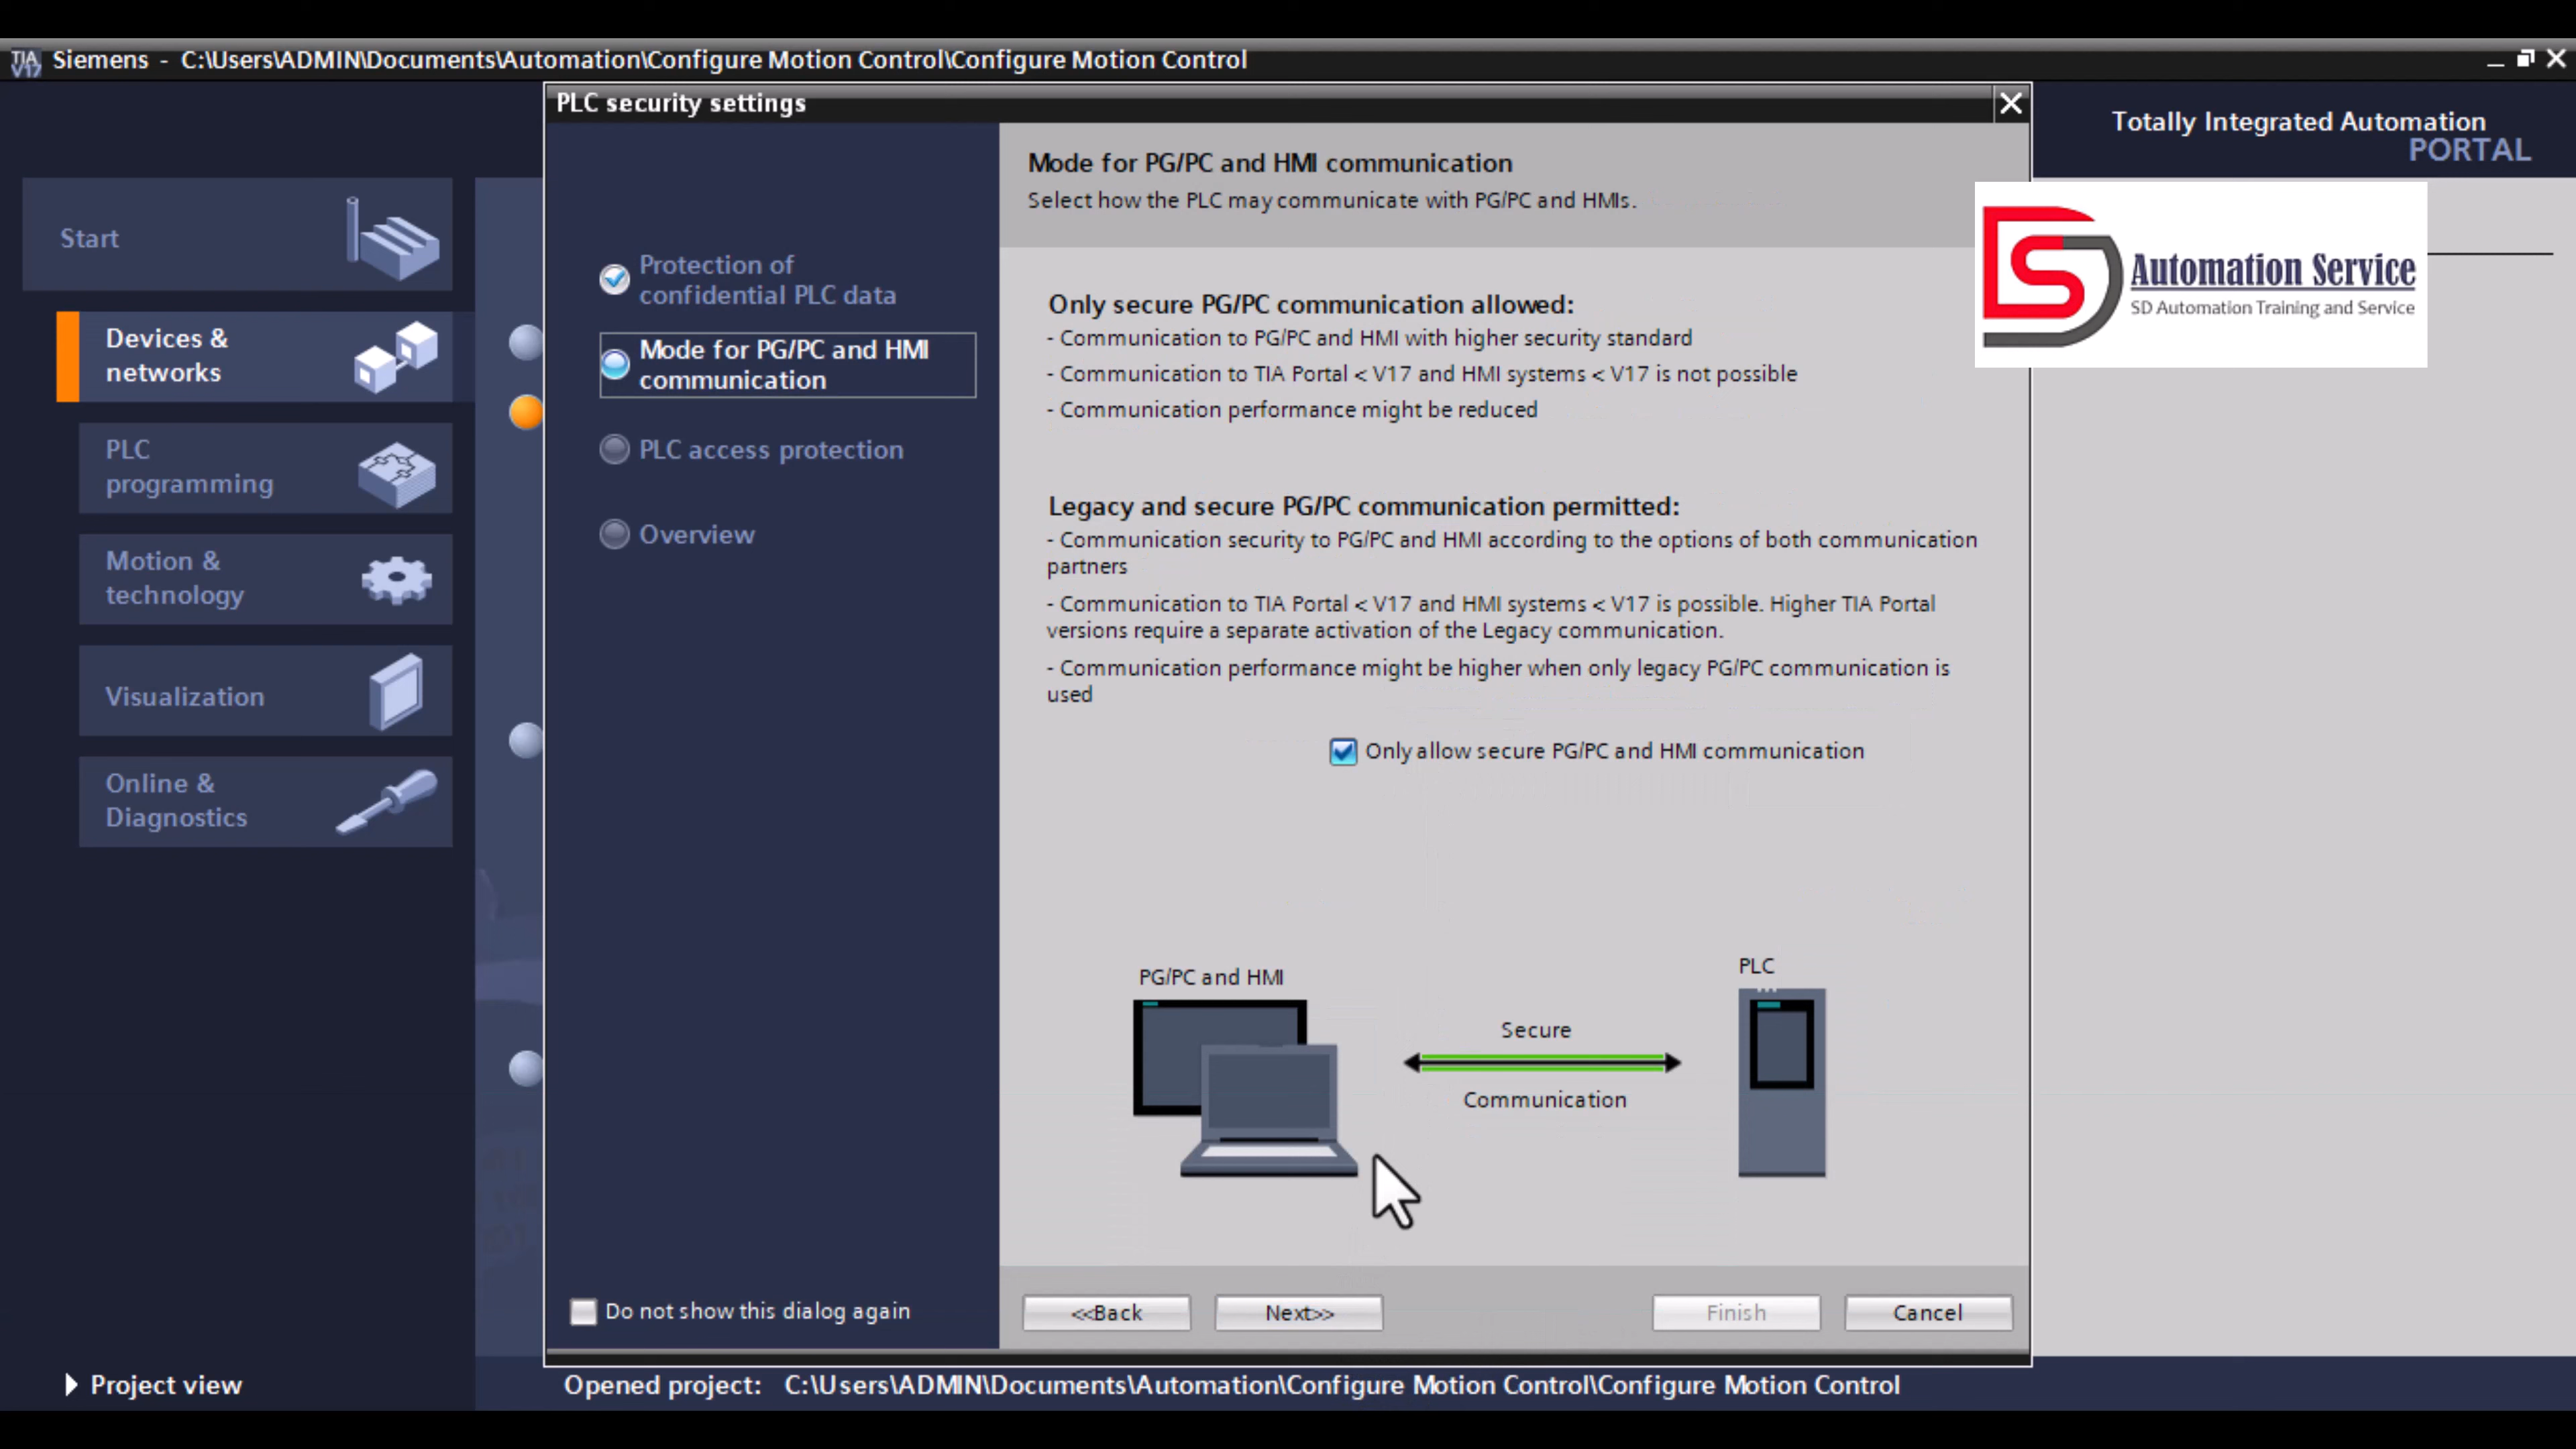 Siemens - C:\Users\ADMIN\Documents\Automation\Configure Motion Control\Configure Motion Control
PLC security settings
Totally Integrated Automation
PORTAL
Start
Devices &
networks
PLC
programming
Motion &
technology
Visualization
Online &
Diagnostics
Protection of
confidential PLC data
Mode for PG/PC and HMI
communication
PLC access protection
Overview
Mode for PG/PC and HMI communication
Select how the PLC may communicate with PG/PC and HMIs.
Automation Service
SD Automation Training and Service
Only secure PG/PC communication allowed:
- Communication to PG/PC and HMI with higher security standard
- Communication to TIA Portal < V17 and HMI systems < V17 is not possible
- Communication performance might be reduced
Legacy and secure PG/PC communication permitted:
- Communication security to PG/PC and HMI according to the options of both communication
partners
- Communication to TIA Portal < V17 and HMI systems < V17 is possible. Higher TIA Portal
versions require a separate activation of the Legacy communication.
- Communication performance might be higher when only legacy PG/PC communication is
used
Only allow secure PG/PC and HMI communication
PG/PC and HMI
PLC
Secure
Communication
Do not show this dialog again
<<Back
Next>>
Finish
Cancel
Project view
Opened project: C:\Users\ADMIN\Documents\Automation\Configure Motion Control\Configure Motion Control